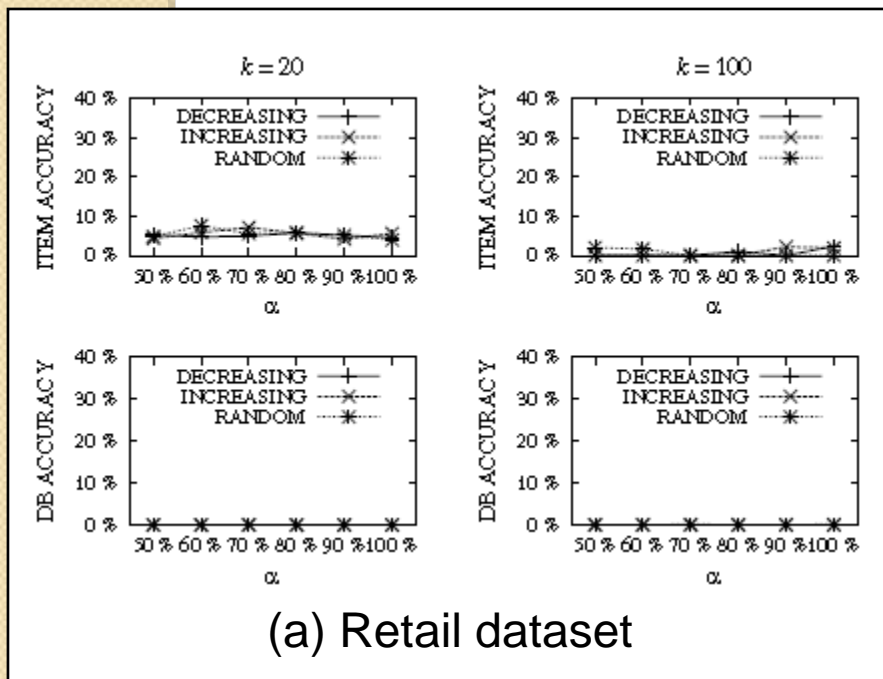 k = 20
ITEM ACCURACY
40 %
30 %
20 %
10 %
0 %
DECREASING
INCREASING
RANDOM
50 % 60 % 70 % 80 % 90 % 100 %
α
k = 100
ITEM ACCURACY
40 %
30 %
20 %
10 %
0 %
DECREASING
INCREASING
RANDOM
50 % 60 % 70 % 80 % 90 % 100 %
α
DB ACCURACY
40 %
30 %
20 %
10 %
0 %
DECREASING
INCREASING
RANDOM
50 % 60 % 70 % 80 % 90 % 100 %
α
DB ACCURACY
40 %
30 %
20 %
10 %
0 %
DECREASING
INCREASING
RANDOM
50 % 60 % 70 % 80 % 90 % 100 %
α
(a) Retail dataset